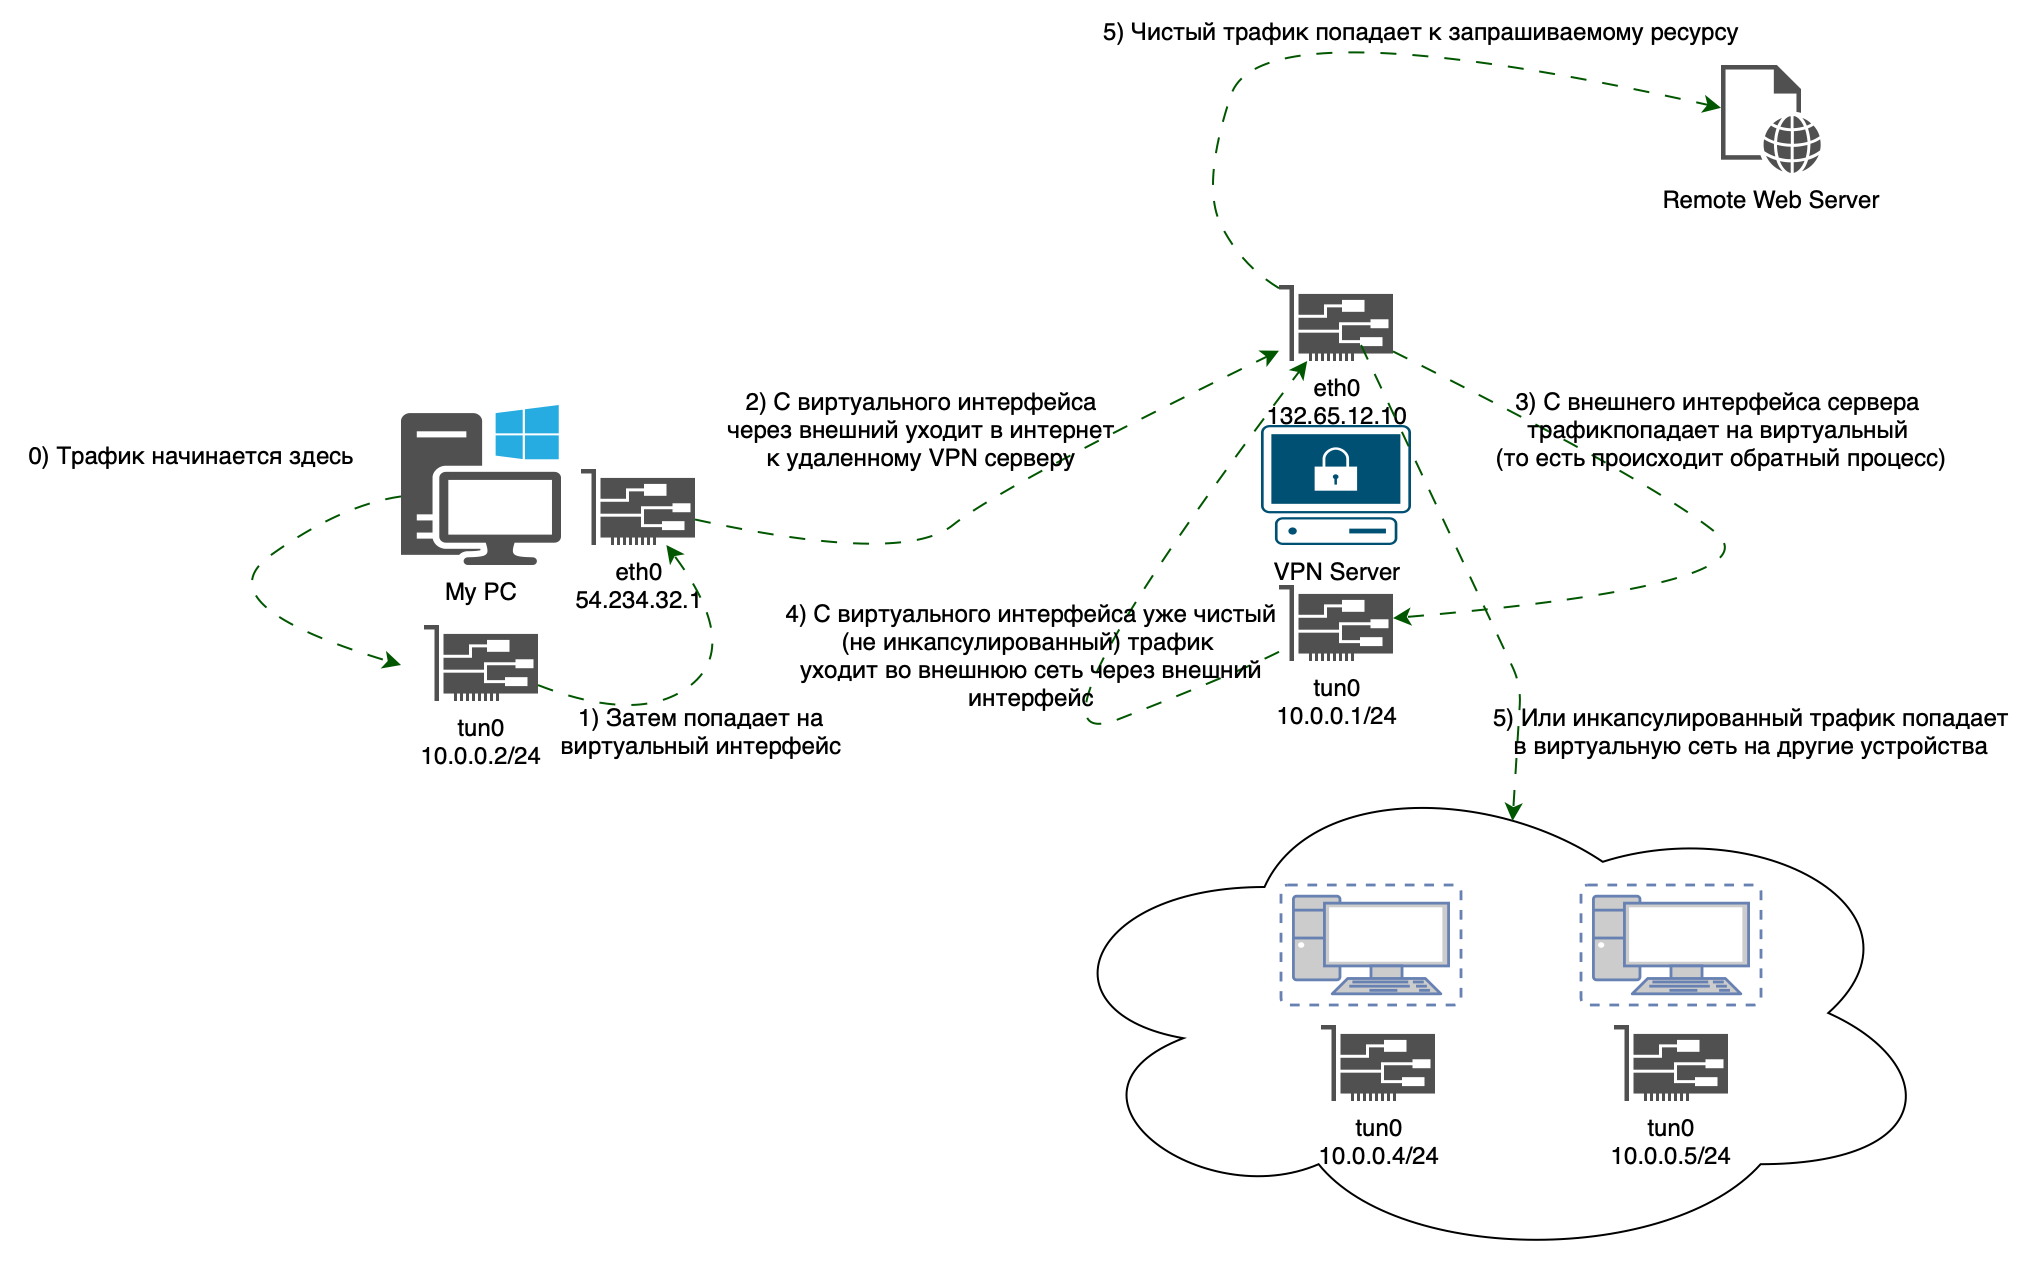 5) Чистый трафик попадает к запрашиваемому ресурсу
Remote Web Server
eth0
132.65.12.10
2) С виртуального интерфейса
через внешний уходит в интернет
к удаленному VPN серверу
3) С внешнего интерфейса сервера
трафикпопадает на виртуальный
(то есть происходит обратный процесс)
0) Трафик начинается здесь
My PC
eth0
54.234.32.1
VPN Server
4) С виртуального интерфейса уже чистый
(не инкапсулированный) трафик
уходит во внешнюю сеть через внешний
интерфейс
tun0
10.0.0.1/24
tun0
10.0.0.2/24
1) Затем попадает на
виртуальный интерфейс
5) Или инкапсулированный трафик попадает
в виртуальную сеть на другие устройства
tun0
10.0.0.4/24
tun0
10.0.0.5/24